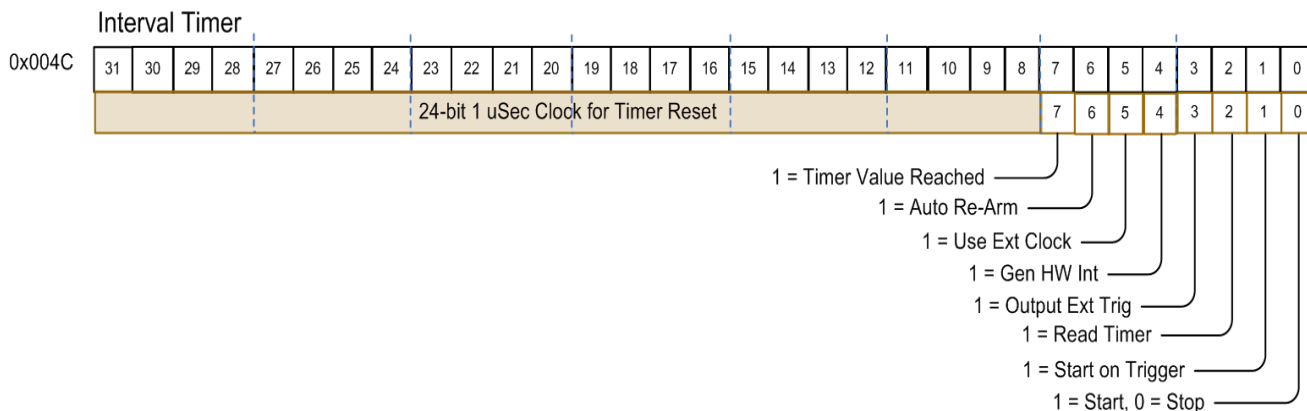 Interval Timer
0x004C 31 30 29 28 27 26 25 24 23 22 21 20 19 18 17 16 15 14 13 12 11 10 9 8 7 6 5 4 3 2 1 0
24-bit 1 uSec Clock for Timer Reset 7 6 5 4 3 2 1 0
1 = Timer Value Reached
1 = Auto Re-Arm
1 = Use Ext Clock
1 = Gen HW Int
1 = Output Ext Trig
1 = Read Timer
1 = Start on Trigger
1 = Start, 0 = Stop